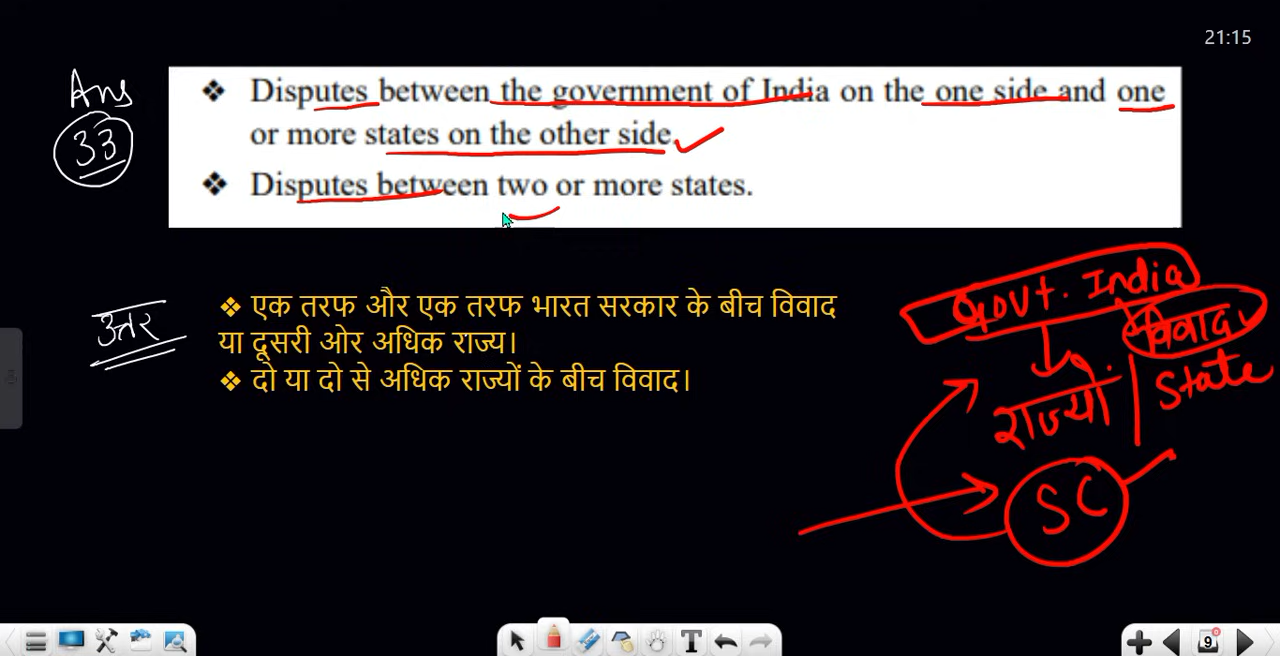 21:15
Ans
33
❖ Disputes between the government of India on the one side and one
or more states on the other side.
❖ Disputes between two or more states.
उत्तर
❖ एक तरफ और एक तरफ भारत सरकार के बीच विवाद
या दूसरी ओर अधिक राज्य।
❖ दो या दो से अधिक राज्यों के बीच विवाद।
Govt. India
विवाद
राज्यों
State
SC
T
9